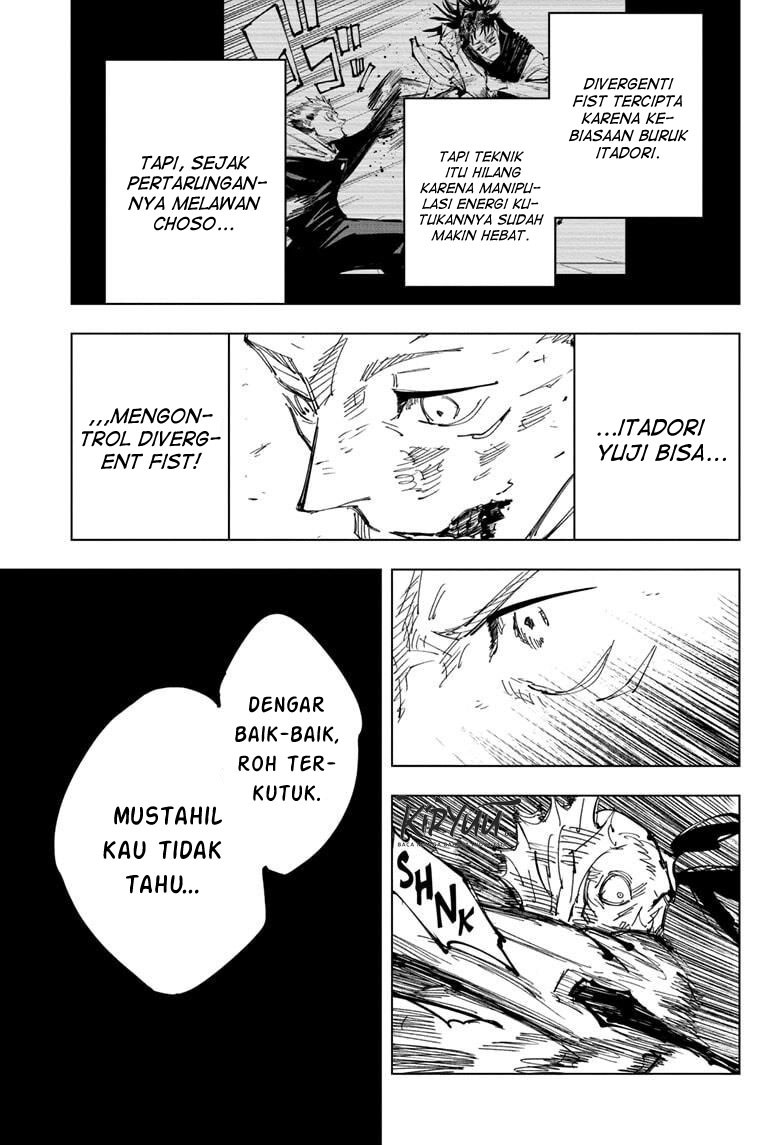 DIVERGENTI
FIST TERCIPTA
KARENA KE-
BIASAAN BURUK
ITADORI.
TAPI TEKNIK
ITU HILANG
KARENA MANIPU-
LASI ENERGI KU-
TUKANNYA SUDAH
MAKIN HEBAT.
TAPI, SEJAK
PERTARUNGAN-
NYA MELAWAN
CHOSO...
...ITADORI
YUJI BISA...
,,,MENGON-
TROL DIVERG-
ENT FIST!
KiRYUU
SHNK
DENGAR
BAIK-BAIK,
ROH TER-
KUTUK.
MUSTAHIL
KAU TIDAK
TAHU...